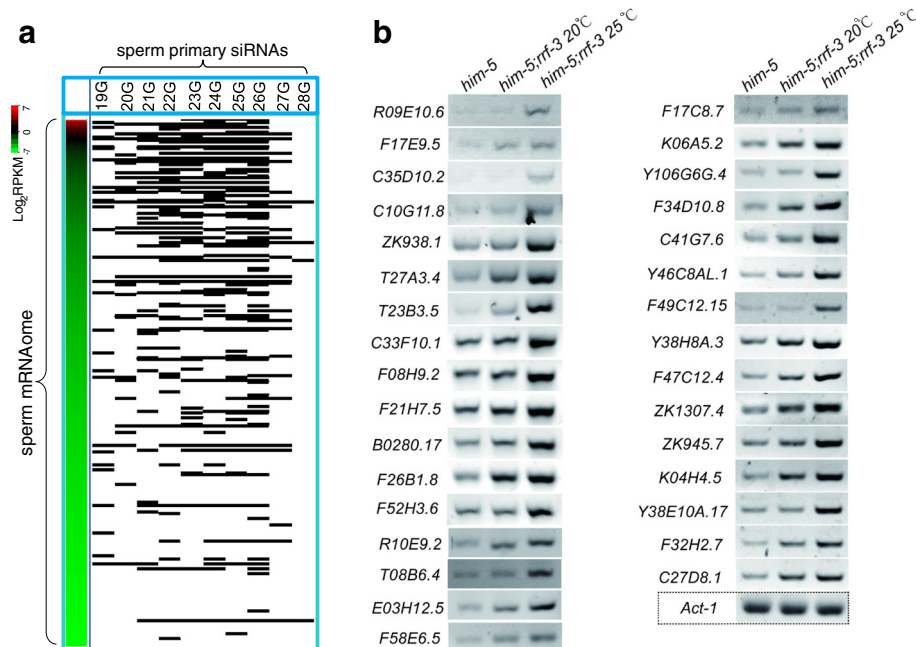 a
sperm primary siRNAs
19G
20G
21G
22G
23G
24G
25G
26G
27G
28G
7
0
-7
Log2RPKM
sperm mRNAome
b
him-5
him-5;rrf-3 20℃
him-5;rrf-3 25℃
R09E10.6
F17E9.5
C35D10.2
C10G11.8
ZK938.1
T27A3.4
T23B3.5
C33F10.1
F08H9.2
F21H7.5
B0280.17
F26B1.8
F52H3.6
R10E9.2
T08B6.4
E03H12.5
F58E6.5
him-5
him-5;rrf-3 20℃
him-5;rrf-3 25 ℃
F17C8.7
K06A5.2
Y106G6G.4
F34D10.8
C41G7.6
Y46C8AL.1
F49C12.15
Y38H8A.3
F47C12.4
ZK1307.4
ZK945.7
K04H4.5
Y38E10A.17
F32H2.7
C27D8.1
Act-1